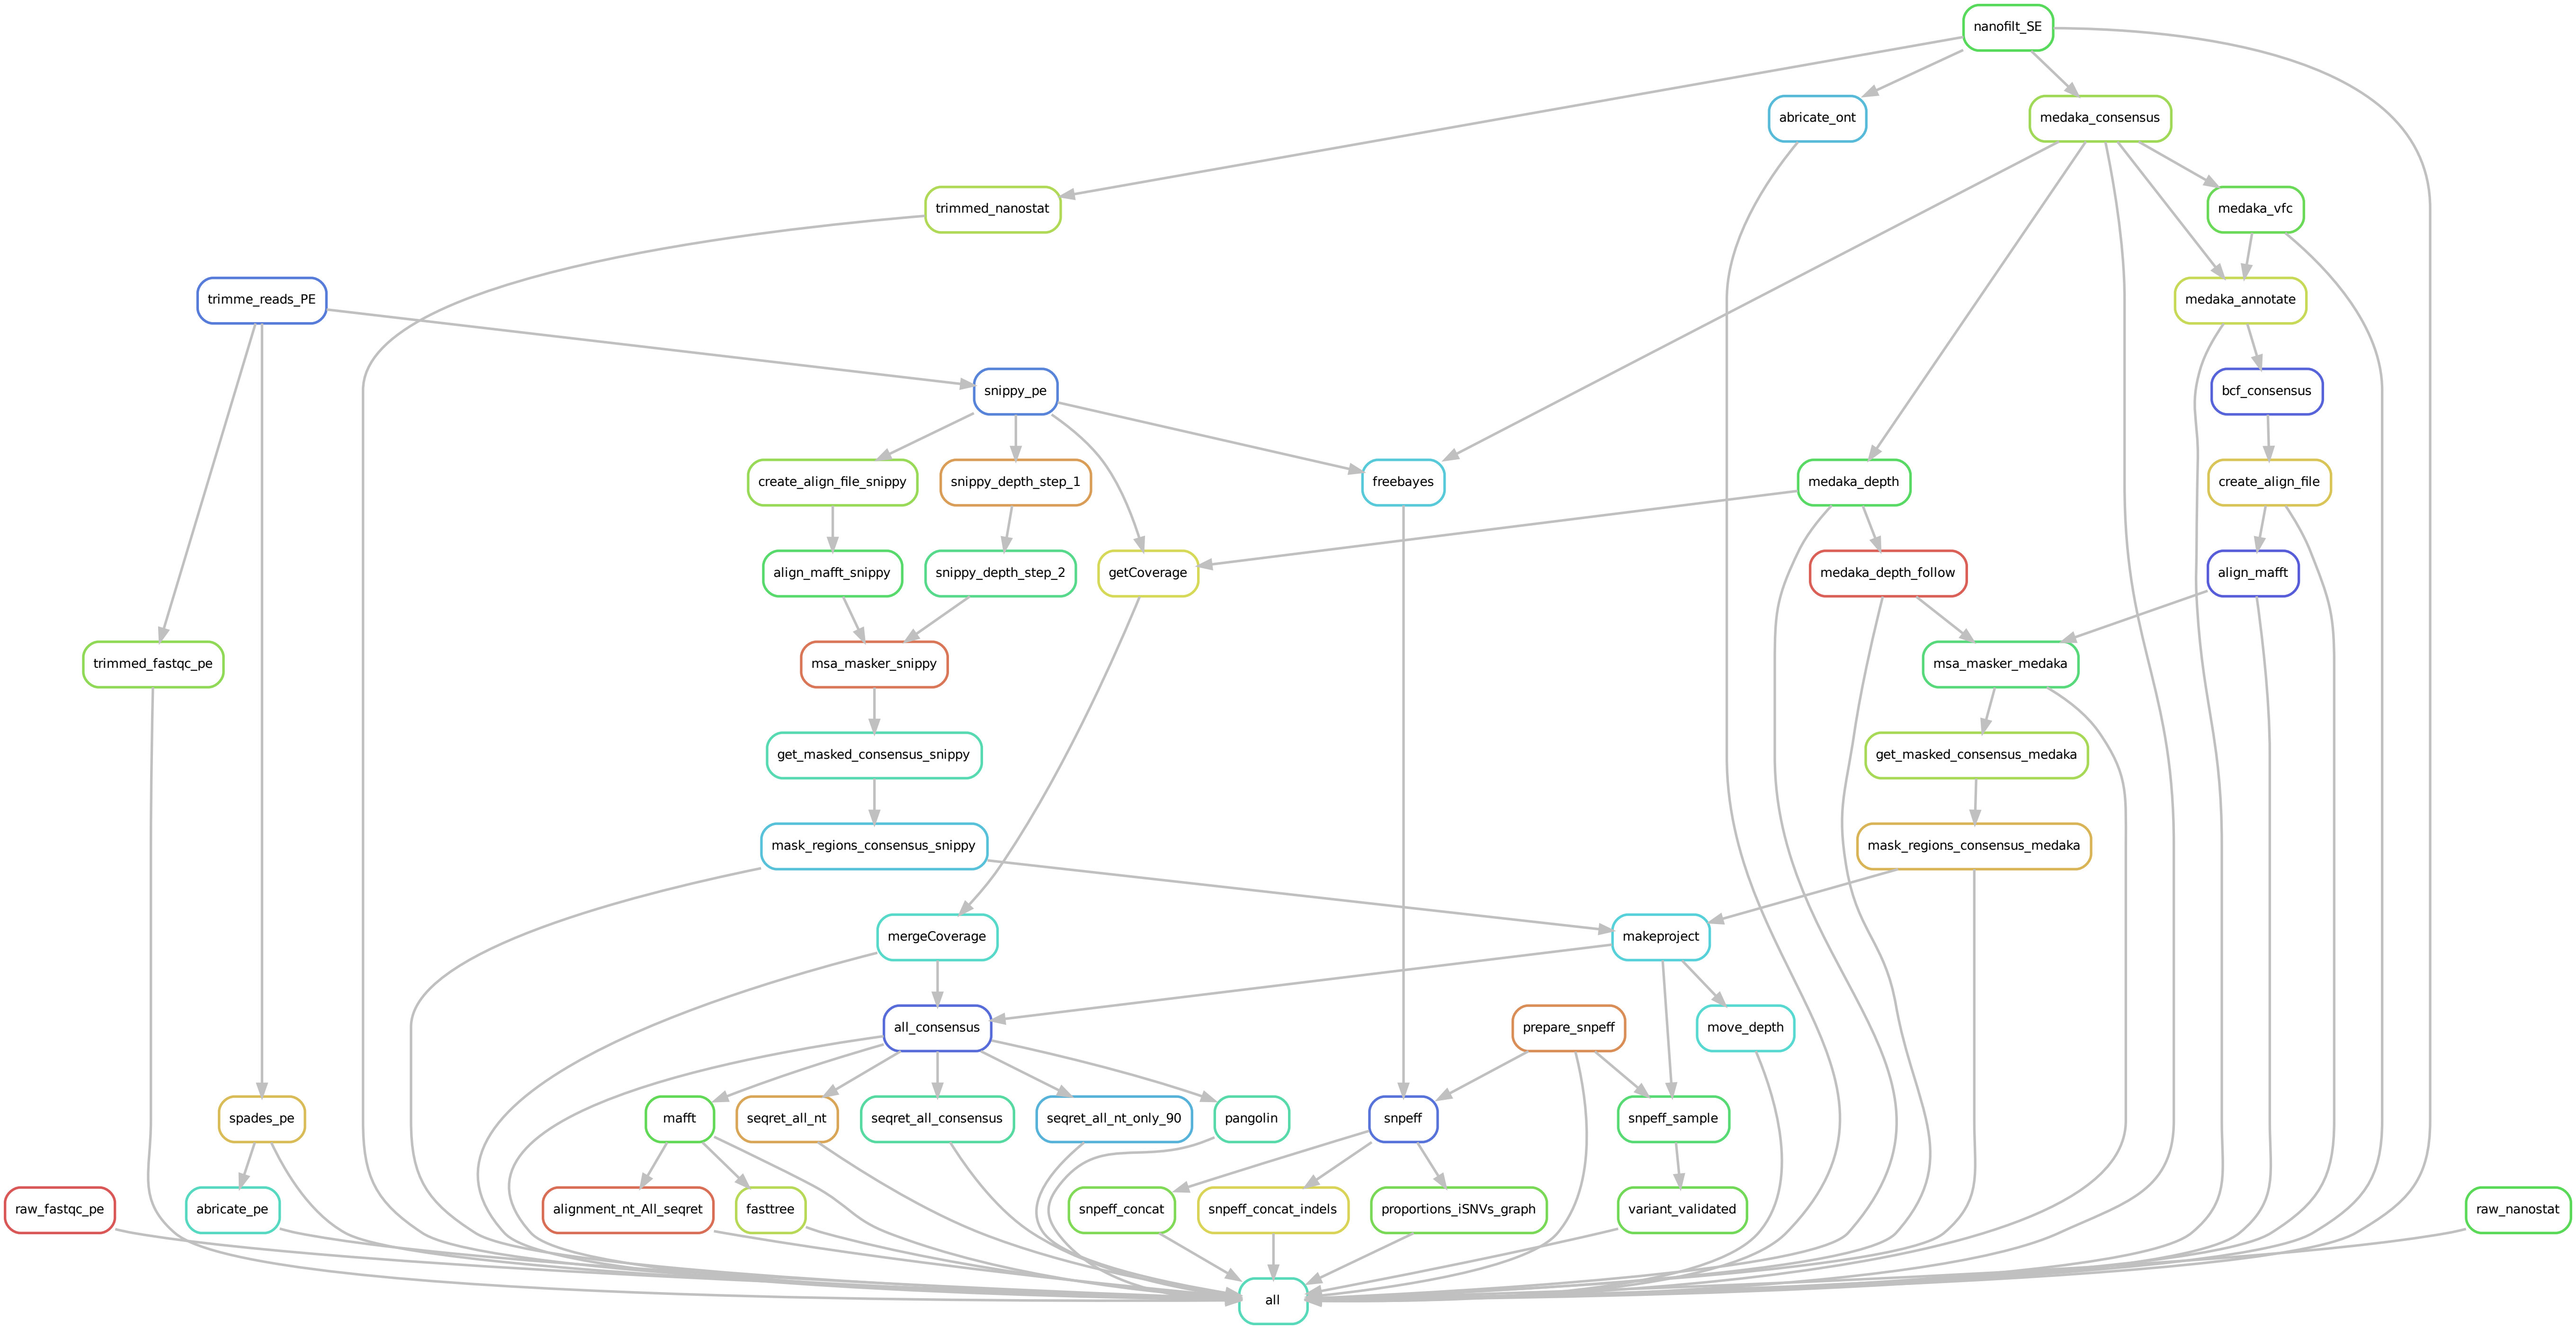 nanofilt_SE
abricate_ont
medaka_consensus
trimmed_nanostat
medaka_vfc
trimme_reads_PE
medaka_annotate
snippy_pe
bcf_consensus
create_align_file_snippy
snippy_depth_step_1
freebayes
medaka_depth
create_align_file
align_mafft_snippy
snippy_depth_step_2
getCoverage
medaka_depth_follow
align_mafft
trimmed_fastqc_pe
msa_masker_snippy
msa_masker_medaka
get_masked_consensus_snippy
get_masked_consensus_medaka
mask_regions_consensus_snippy
mask_regions_consensus_medaka
mergeCoverage
makeproject
all_consensus
prepare_snpeff
move_depth
spades_pe
mafft
seqret_all_nt
seqret_all_consensus
seqret_all_nt_only_90
pangolin
snpeff
snpeff_sample
raw_fastqc_pe
abricate_pe
alignment_nt_All_seqret
fasttree
snpeff_concat
snpeff_concat_indels
proportions_iSNVs_graph
variant_validated
raw_nanostat
all